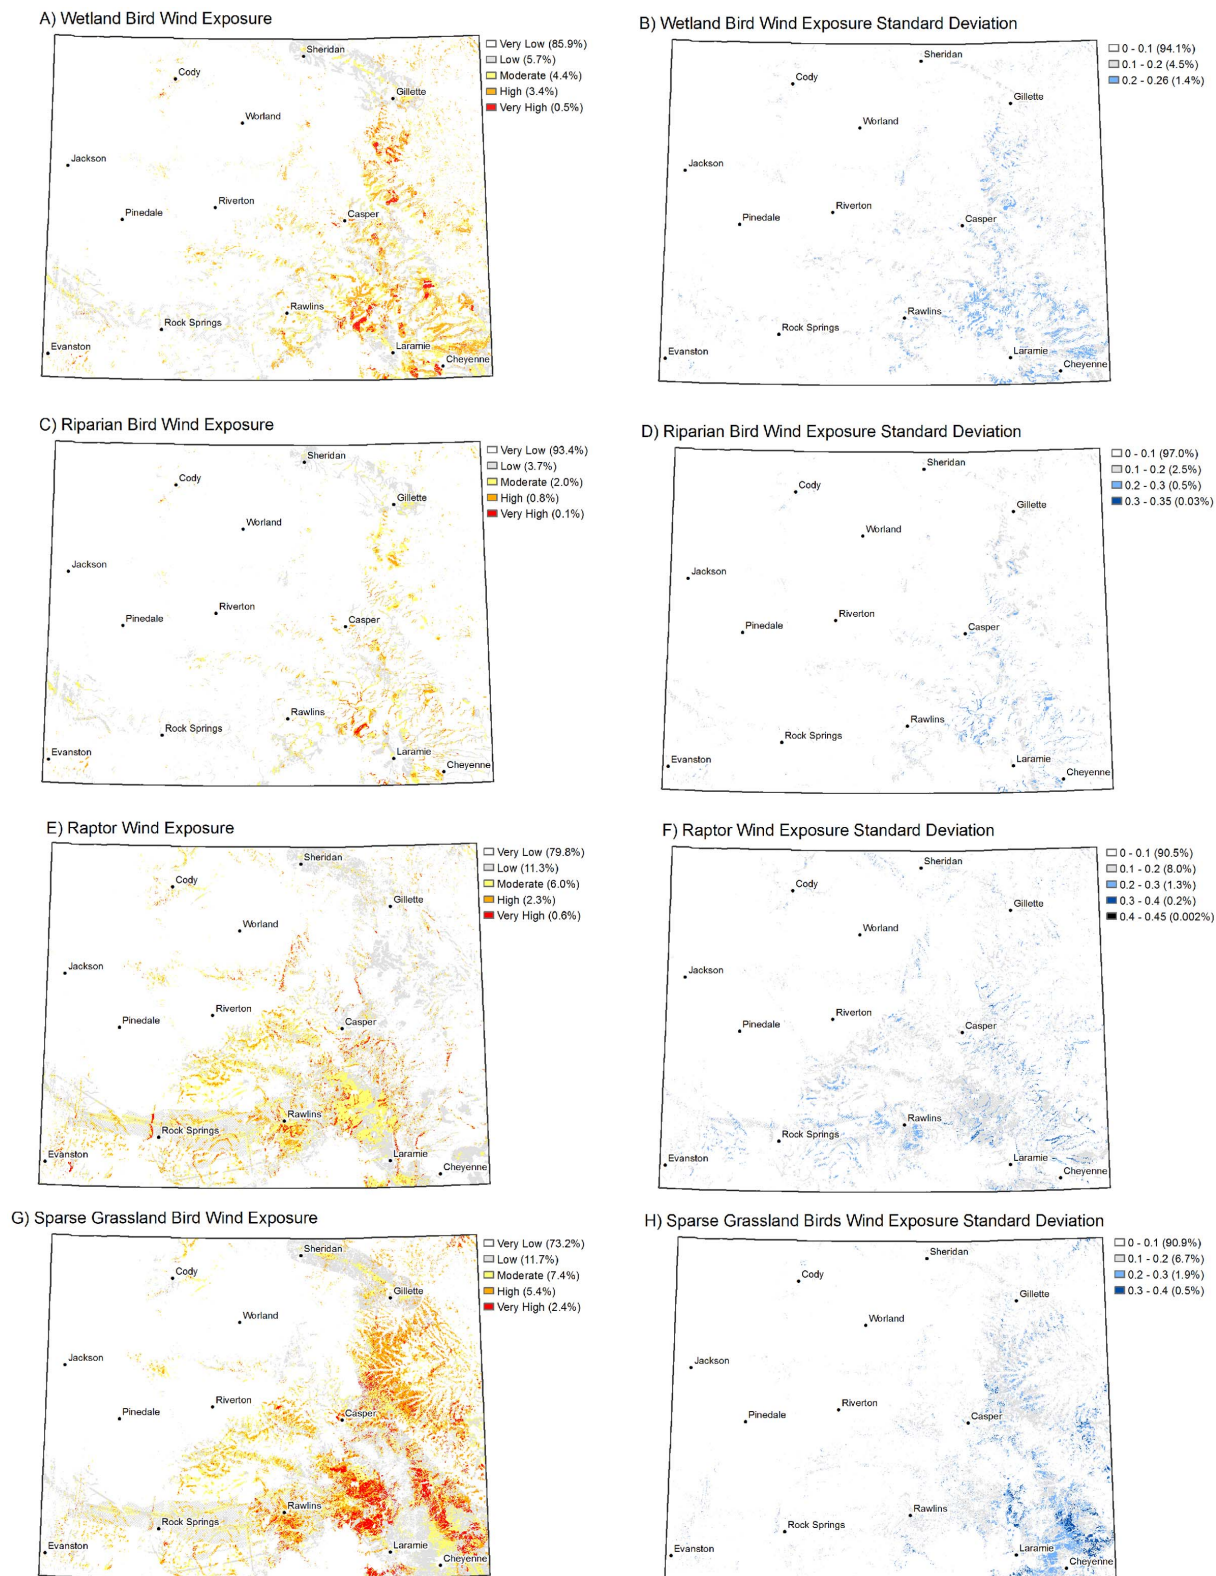 A) Wetland Bird Wind Exposure
Very Low (85.9%)
Low (5.7%)
Moderate (4.4%)
High (3.4%)
Very High (0.5%)
Sheridan
Cody
Gillette
Worland
Jackson
Riverton
Pinedale
Casper
Rawlins
Rock Springs
Evanston
Laramie
Cheyenne
B) Wetland Bird Wind Exposure Standard Deviation
0 - 0.1 (94.1%)
0.1 - 0.2 (4.5%)
0.2 - 0.26 (1.4%)
Sheridan
Cody
Gillette
Worland
Jackson
Riverton
Pinedale
Casper
Rawlins
Rock Springs
Evanston
Laramie
Cheyenne
C) Riparian Bird Wind Exposure
Very Low (93.4%)
Low (3.7%)
Moderate (2.0%)
High (0.8%)
Very High (0.1%)
Sheridan
Cody
Gillette
Worland
Jackson
Riverton
Pinedale
Casper
Rawlins
Rock Springs
Evanston
Laramie
Cheyenne
D) Riparian Bird Wind Exposure Standard Deviation
0 - 0.1 (97.0%)
0.1 - 0.2 (2.5%)
0.2 - 0.3 (0.5%)
0.3 - 0.35 (0.03%)
Sheridan
Cody
Gillette
Worland
Jackson
Riverton
Pinedale
Casper
Rawlins
Rock Springs
Evanston
Laramie
Cheyenne
E) Raptor Wind Exposure
Very Low (79.8%)
Low (11.3%)
Moderate (6.0%)
High (2.3%)
Very High (0.6%)
Sheridan
Cody
Gillette
Worland
Jackson
Riverton
Pinedale
Casper
Rawlins
Rock Springs
Evanston
Laramie
Cheyenne
F) Raptor Wind Exposure Standard Deviation
0 - 0.1 (90.5%)
0.1 - 0.2 (8.0%)
0.2 - 0.3 (1.3%)
0.3 - 0.4 (0.2%)
0.4 - 0.45 (0.002%)
Sheridan
Cody
Gillette
Worland
Jackson
Riverton
Pinedale
Casper
Rawlins
Rock Springs
Evanston
Laramie
Cheyenne
G) Sparse Grassland Bird Wind Exposure
Very Low (73.2%)
Low (11.7%)
Moderate (7.4%)
High (5.4%)
Very High (2.4%)
Sheridan
Cody
Gillette
Worland
Jackson
Riverton
Pinedale
Casper
Rawlins
Rock Springs
Evanston
Laramie
Cheyenne
H) Sparse Grassland Birds Wind Exposure Standard Deviation
0 - 0.1 (90.9%)
0.1 - 0.2 (6.7%)
0.2 - 0.3 (1.9%)
0.3 - 0.4 (0.5%)
Sheridan
Cody
Gillette
Worland
Jackson
Riverton
Pinedale
Casper
Rawlins
Rock Springs
Evanston
Laramie
Cheyenne